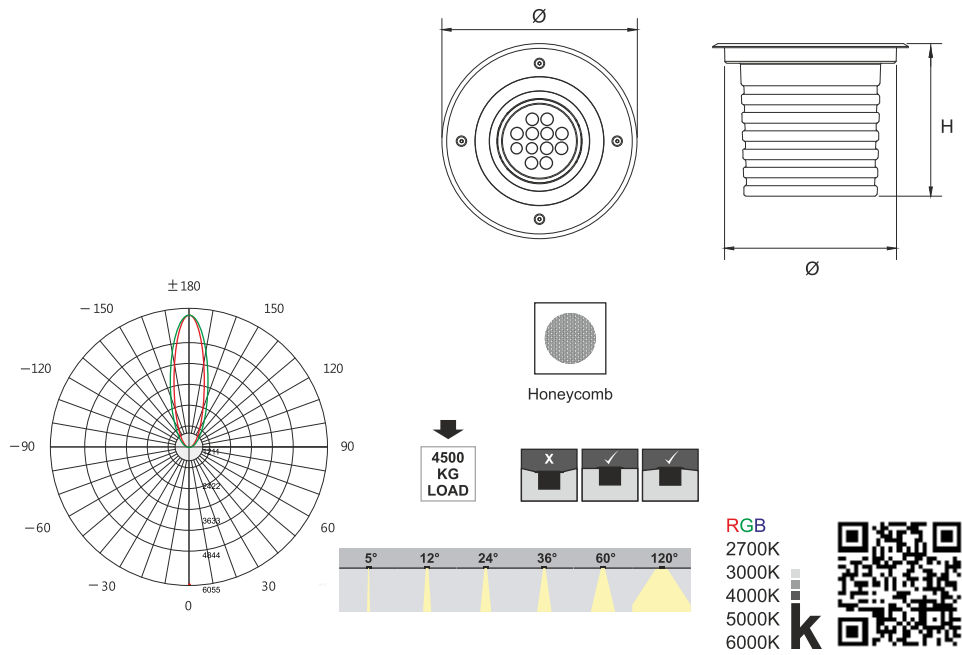 Ø
H
Ø
±180
−150
150
−120
120
−90
90
−60
60
−30
30
0
1211
2422
3633
4844
6055
Honeycomb
4500
KG
LOAD
X ✓ ✓
5° 12° 24° 36° 60° 120°
RGB
2700K
3000K
4000K
5000K
6000K
k